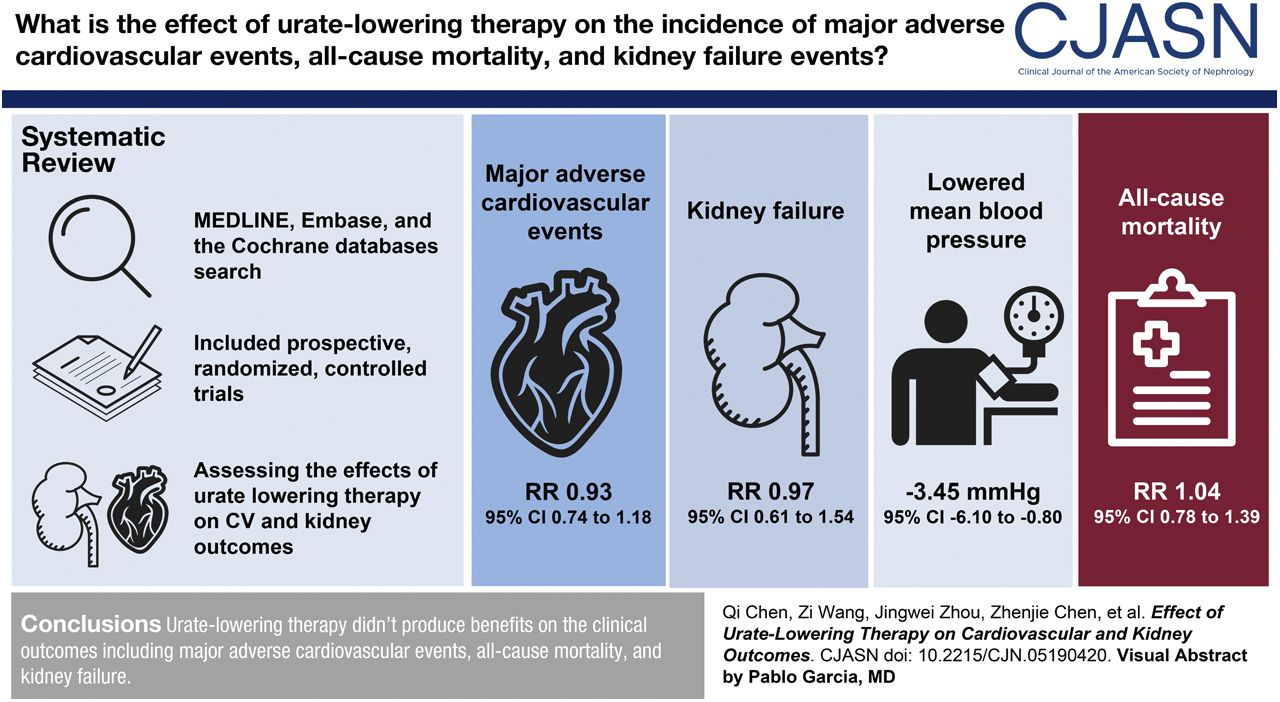 What is the effect of urate-lowering therapy on the incidence of major adverse
cardiovascular events, all-cause mortality, and kidney failure events?
CJASN
Clinical Journal of the American Society of Nephrology
Systematic
Review
MEDLINE, Embase, and
the Cochrane databases
search
Included prospective,
randomized, controlled
trials
Assessing the effects of
urate lowering therapy
on CV and kidney
outcomes
Major adverse
cardiovascular
events
RR 0.93
95% CI 0.74 to 1.18
Kidney failure
RR 0.97
95% CI 0.61 to 1.54
Lowered
mean blood
pressure
-3.45 mmHg
95% CI -6.10 to -0.80
All-cause
mortality
RR 1.04
95% CI 0.78 to 1.39
Conclusions Urate-lowering therapy didn't produce benefits on the clinical
outcomes including major adverse cardiovascular events, all-cause mortality, and
kidney failure.
Qi Chen, Zi Wang, Jingwei Zhou, Zhenjie Chen, et al. Effect of
Urate-Lowering Therapy on Cardiovascular and Kidney
Outcomes. CJASN doi: 10.2215/CJN.05190420. Visual Abstract
by Pablo Garcia, MD